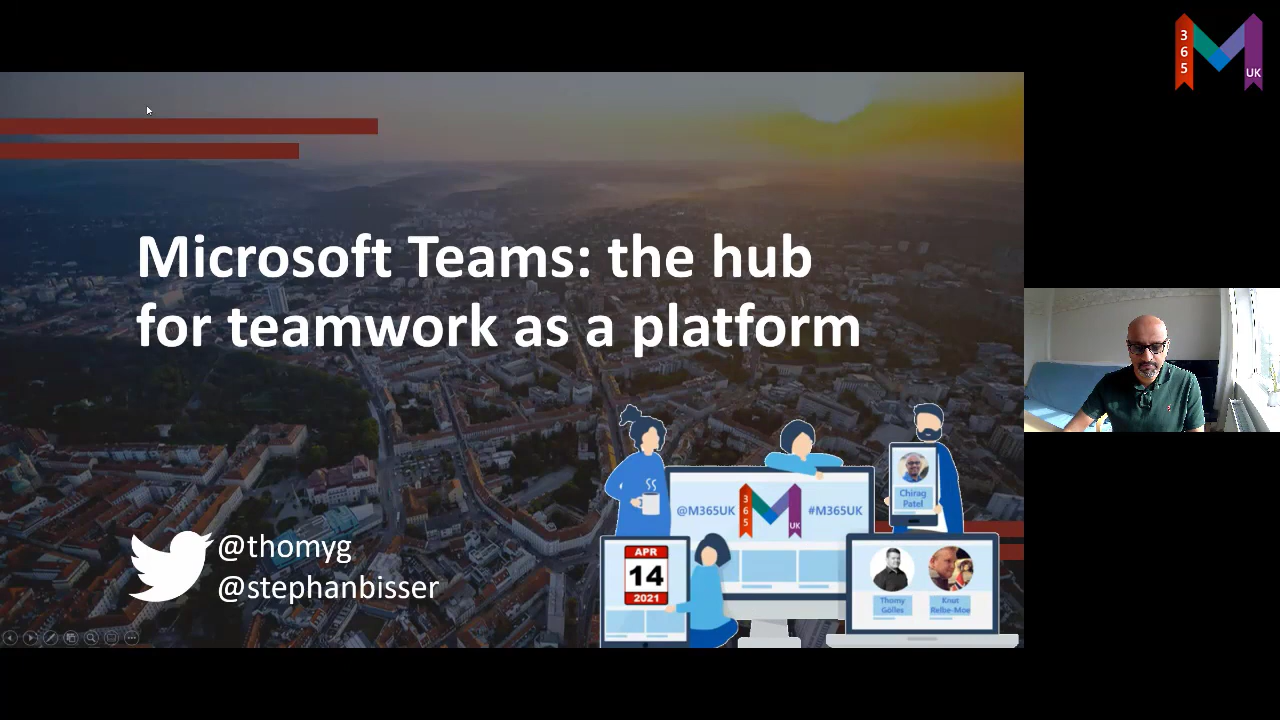 365
UK
Microsoft Teams: the hub
for teamwork as a platform
@thomyg
@stephanbisser
Chirag
Patel
@M365UK
365
UK
#M365UK
APR
14
2021
Thomy
Gölles
Knut
Relbe-Moe